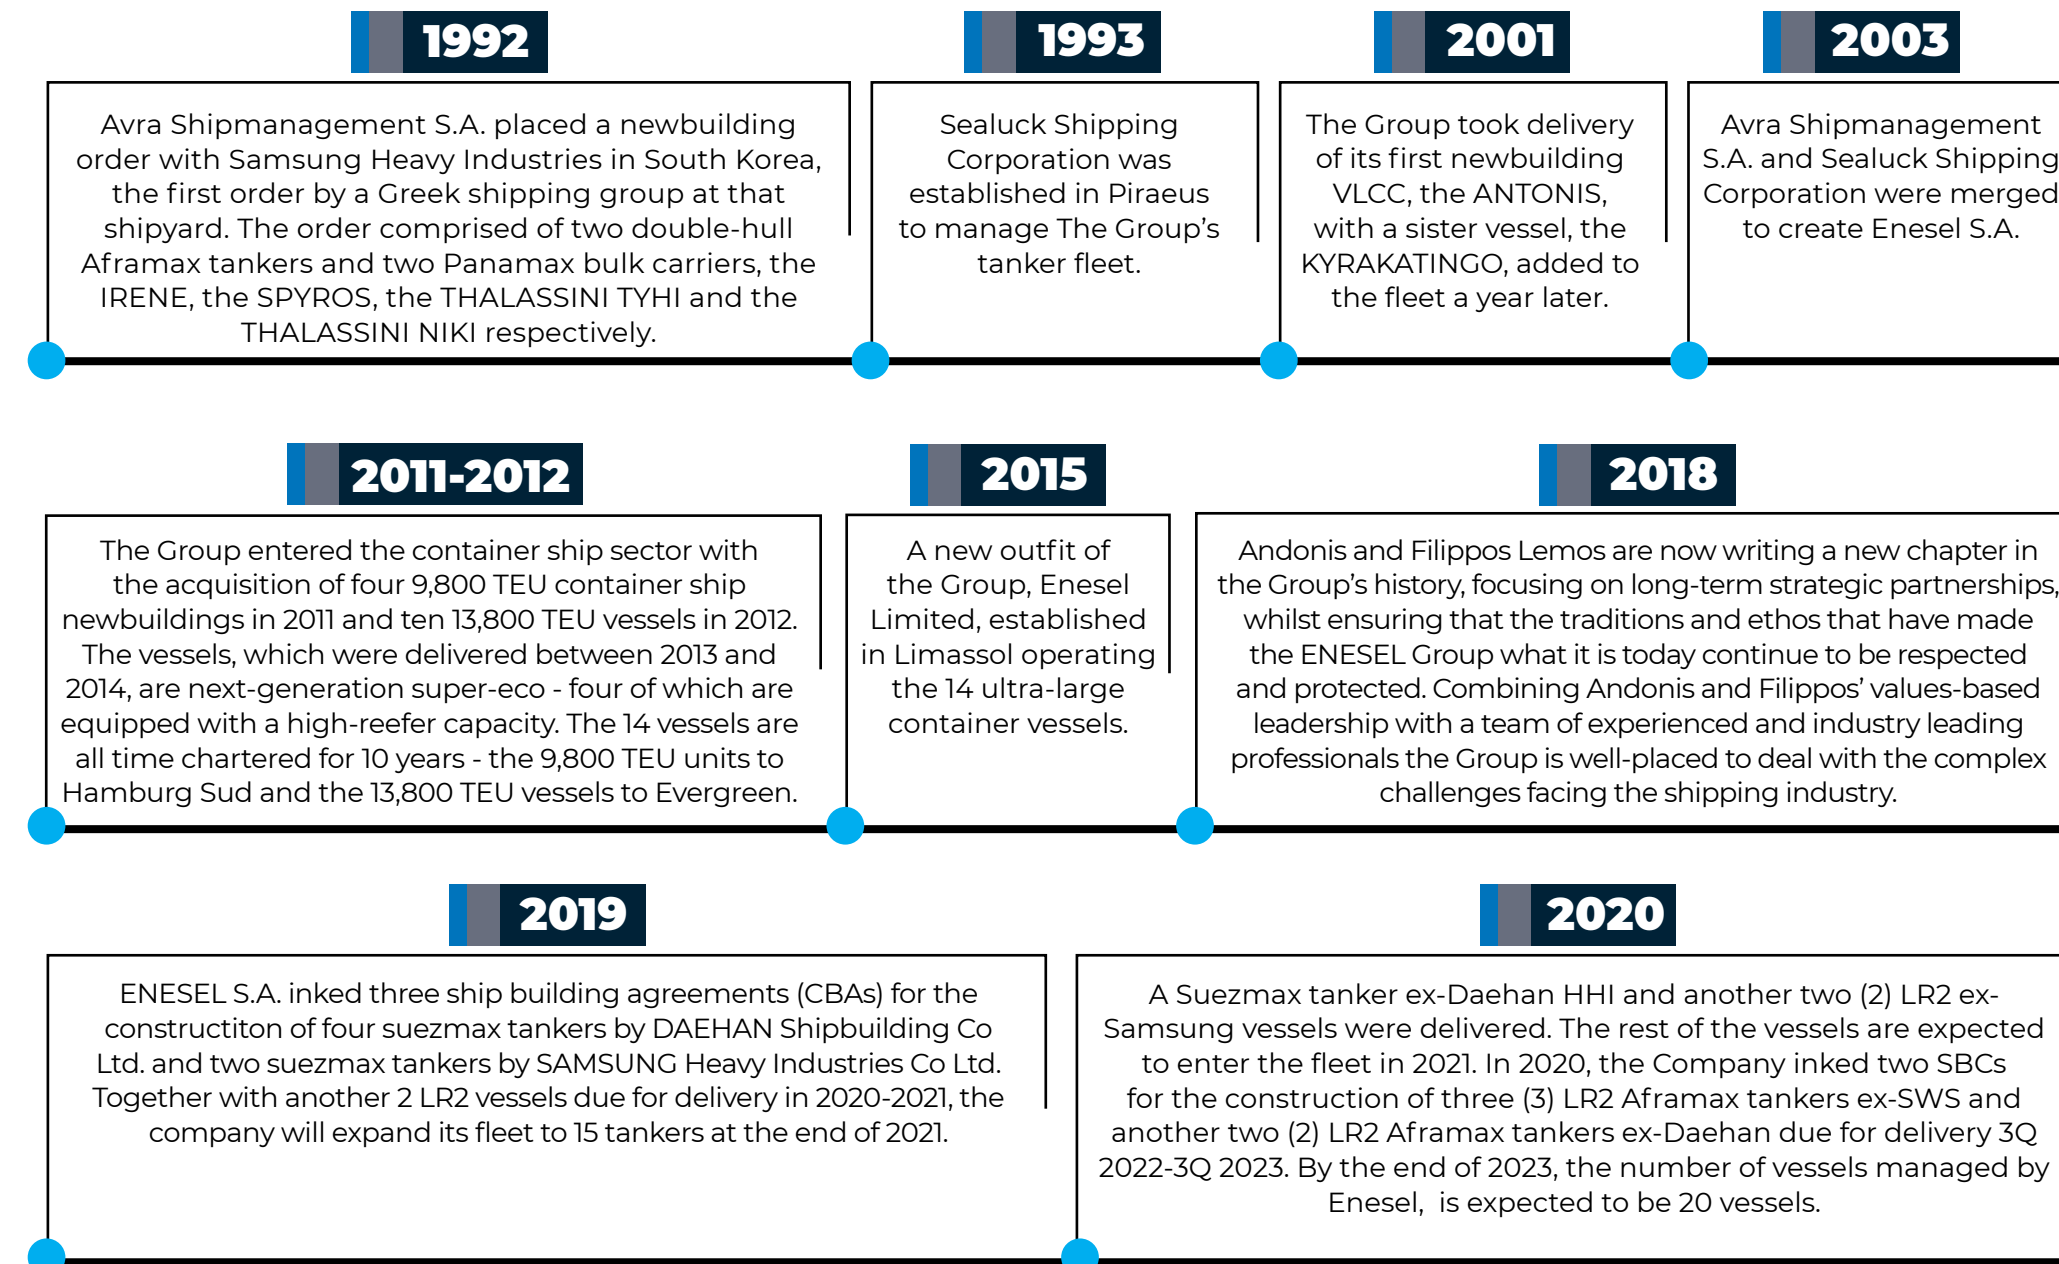 1992
Avra Shipmanagement S.A. placed a newbuilding
order with Samsung Heavy Industries in South Korea,
the first order by a Greek shipping group at that
shipyard. The order comprised of two double-hull
Aframax tankers and two Panamax bulk carriers, the
IRENE, the SPYROS, the THALASSINI TYHI and the
THALASSINI NIKI respectively.
1993
Sealuck Shipping
Corporation was
established in Piraeus
to manage The Group’s
tanker fleet.
2001
The Group took delivery
of its first newbuilding
VLCC, the ANTONIS,
with a sister vessel, the
KYRAKATINGO, added to
the fleet a year later.
2003
Avra Shipmanagement
S.A. and Sealuck Shipping
Corporation were merged
to create Enesel S.A.
2011-2012
The Group entered the container ship sector with
the acquisition of four 9,800 TEU container ship
newbuildings in 2011 and ten 13,800 TEU vessels in 2012.
The vessels, which were delivered between 2013 and
2014, are next-generation super-eco - four of which are
equipped with a high-reefer capacity. The 14 vessels are
all time chartered for 10 years - the 9,800 TEU units to
Hamburg Sud and the 13,800 TEU vessels to Evergreen.
2015
A new outfit of
the Group, Enesel
Limited, established
in Limassol operating
the 14 ultra-large
container vessels.
2018
Andonis and Filippos Lemos are now writing a new chapter in
the Group’s history, focusing on long-term strategic partnerships,
whilst ensuring that the traditions and ethos that have made
the ENESEL Group what it is today continue to be respected
and protected. Combining Andonis and Filippos’ values-based
leadership with a team of experienced and industry leading
professionals the Group is well-placed to deal with the complex
challenges facing the shipping industry.
2019
ENESEL S.A. inked three ship building agreements (CBAs) for the
constructiton of four suezmax tankers by DAEHAN Shipbuilding Co
Ltd. and two suezmax tankers by SAMSUNG Heavy Industries Co Ltd.
Together with another 2 LR2 vessels due for delivery in 2020-2021, the
company will expand its fleet to 15 tankers at the end of 2021.
2020
A Suezmax tanker ex-Daehan HHI and another two (2) LR2 ex-
Samsung vessels were delivered. The rest of the vessels are expected
to enter the fleet in 2021. In 2020, the Company inked two SBCs
for the construction of three (3) LR2 Aframax tankers ex-SWS and
another two (2) LR2 Aframax tankers ex-Daehan due for delivery 3Q
2022-3Q 2023. By the end of 2023, the number of vessels managed by
Enesel,  is expected to be 20 vessels.